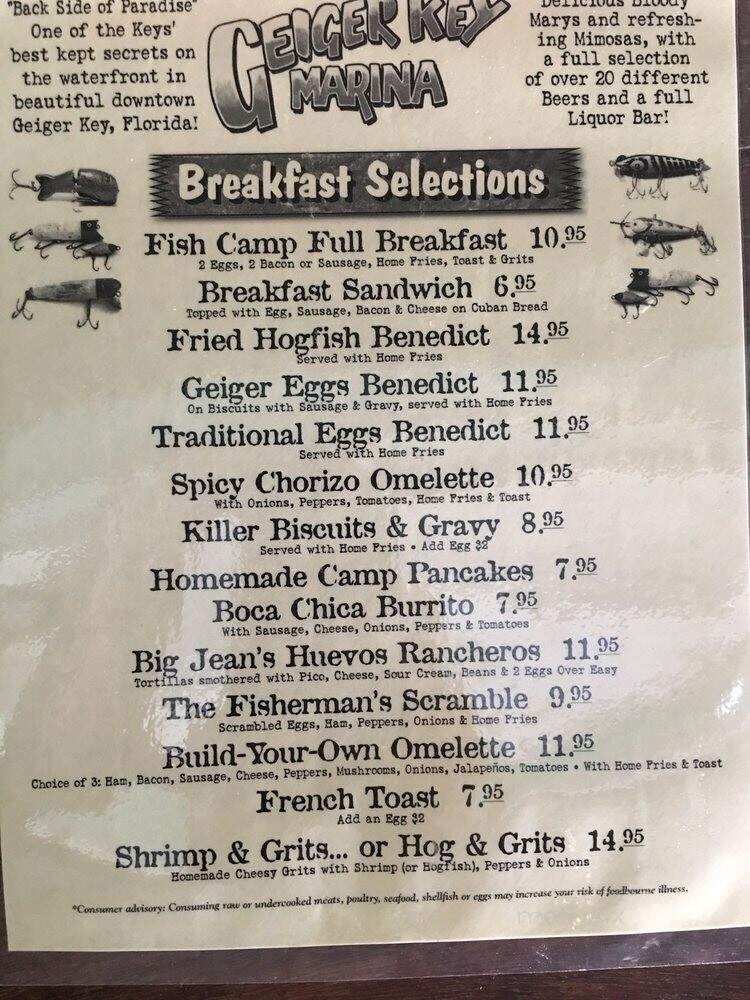 "Back Side of Paradise"
One of the Keys'
best kept secrets on
the waterfront in
beautiful downtown
Geiger Key, Florida!
GEIGER KEY
MARINA
Delicious Bloody
Marys and refresh-
ing Mimosas, with
a full selection
of over 20 different
Beers and a full
Liquor Bar!
Breakfast Selections
Fish Camp Full Breakfast 10.95
2 Eggs, 2 Bacon or Sausage, Home Fries, Toast & Grits
Breakfast Sandwich 6.95
Topped with Egg, Sausage, Bacon & Cheese on Cuban Bread
Fried Hogfish Benedict 14.95
Served with Home Fries
Geiger Eggs Benedict 11.95
On Biscuits with Sausage & Gravy, served with Home Fries
Traditional Eggs Benedict 11.95
Served with Home Fries
Spicy Chorizo Omelette 10.95
With Onions, Peppers, Tomatoes, Home Fries & Toast
Killer Biscuits & Gravy 8.95
Served with Home Fries • Add Egg $2
Homemade Camp Pancakes 7.95
Boca Chica Burrito 7.95
With Sausage, Cheese, Onions, Peppers & Tomatoes
Big Jean's Huevos Rancheros 11.95
Tortillas smothered with Pico, Cheese, Sour Cream, Beans & 2 Eggs Over Easy
The Fisherman's Scramble 9.95
Scrambled Eggs, Ham, Peppers, Onions & Home Fries
Build-Your-Own Omelette 11.95
Choice of 3: Ham, Bacon, Sausage, Cheese, Peppers, Mushrooms, Onions, Jalapeños, Tomatoes • With Home Fries & Toast
French Toast 7.95
Add an Egg $2
Shrimp & Grits... or Hog & Grits 14.95
Homemade Cheesy Grits with Shrimp (or Hogfish), Peppers & Onions
*Consumer advisory: Consuming raw or undercooked meats, poultry, seafood, shellfish or eggs may increase your risk of foodbourne illness.